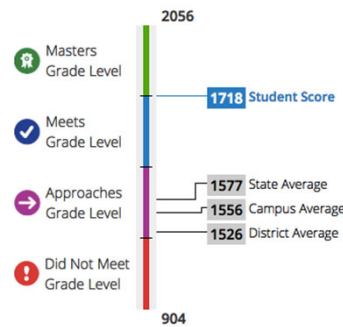 2056
Masters
Grade Level
1718 Student Score
Meets
Grade Level
1577 State Average
Approaches
Grade Level
1556 Campus Average
1526 District Average
Did Not Meet
Grade Level
904